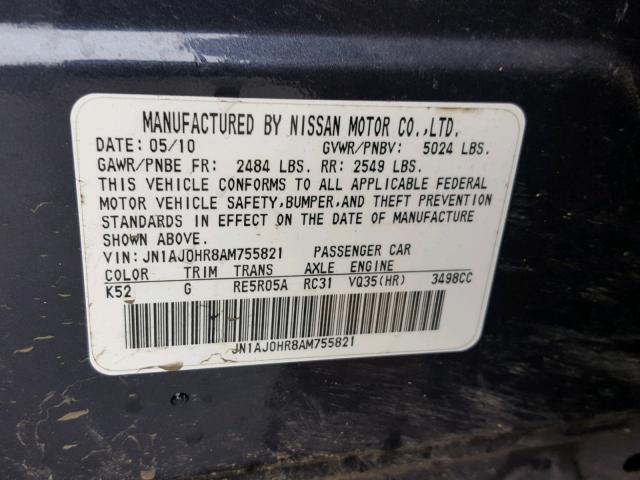 MANUFACTURED BY NISSAN MOTOR CO.,LTD.
DATE: 05/10 GVWR/PNBV: 5024 LBS.
GAWR/PNBE FR: 2484 LBS. RR: 2549 LBS.
THIS VEHICLE CONFORMS TO ALL APPLICABLE FEDERAL
MOTOR VEHICLE SAFETY,BUMPER,AND THEFT PREVENTION
STANDARDS IN EFFECT ON THE DATE OF MANUFACTURE
SHOWN ABOVE.
VIN: JN1AJ0HR8AM755821 PASSENGER CAR
COLOR TRIM TRANS AXLE ENGINE
K52 G RE5R05A RC31 VQ35(HR) 3498CC
JN1AJ0HR8AM755821